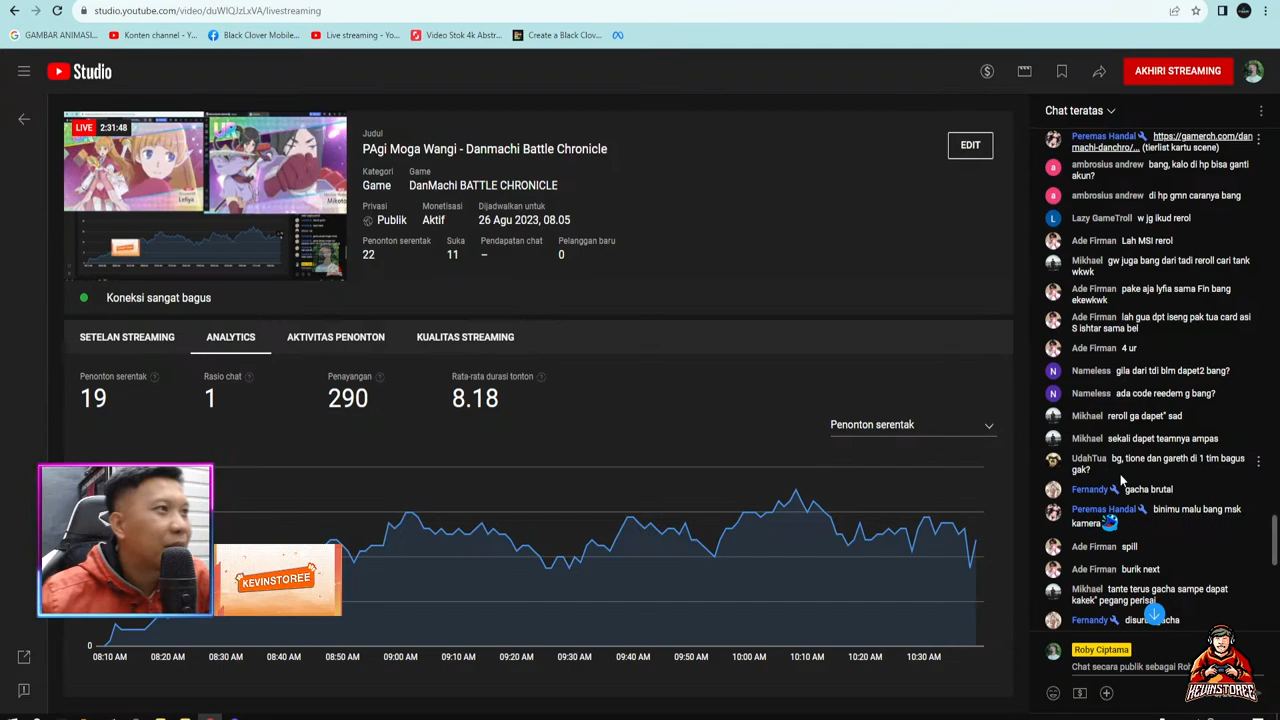 studio.youtube.com/video/duWIQJzLxVA/livestreaming
GAMBAR ANIMASI...
Konten channel - Y...
Black Clover Mobile...
Live streaming - Yo...
Video Stok 4k Abstr...
Create a Black Clov...
Studio
AKHIRI STREAMING
LIVE 2:31:48
UR
Lefiya
Mikoto
Judul
PAgi Moga Wangi - Danmachi Battle Chronicle
EDIT
Kategori Game
Game DanMachi BATTLE CHRONICLE
Privasi Monetisasi Dijadwalkan untuk
Publik Aktif 26 Agu 2023, 08.05
Penonton serentak Suka Pendapatan chat Pelanggan baru
22 11 – 0
Koneksi sangat bagus
SETELAN STREAMING ANALYTICS AKTIVITAS PENONTON KUALITAS STREAMING
Penonton serentak Rasio chat Penayangan Rata-rata durasi tonton
19 1 290 8.18
Penonton serentak
0
08:10 AM 08:20 AM 08:30 AM 08:40 AM 08:50 AM 09:00 AM 09:10 AM 09:20 AM 09:30 AM 09:40 AM 09:50 AM 10:00 AM 10:10 AM 10:20 AM 10:30 AM
KEVINSTOREE
Chat teratas
Peremas Handal https://gamerch.com/dan
machi-danchro/... (tierlist kartu scene)
ambrosius andrew bang, kalo di hp bisa ganti
akun?
ambrosius andrew di hp gmn caranya bang
Lazy GameTroll w jg ikud rerol
Ade Firman Lah MSI rerol
Mikhael gw juga bang dari tadi reroll cari tank
wkwk
Ade Firman pake aja lyfia sama Fin bang
ekewkwk
Ade Firman lah gua dpt iseng pak tua card asi
S ishtar sama bel
Ade Firman 4 ur
Nameless gila dari tdi blm dapet2 bang?
Nameless ada code reedem g bang?
Mikhael reroll ga dapet" sad
Mikhael sekali dapet teamnya ampas
UdahTua bg, tione dan gareth di 1 tim bagus
gak?
Fernandy gacha brutal
Peremas Handal binimu malu bang msk
kamera
Ade Firman spill
Ade Firman burik next
Mikhael tante terus gacha sampe dapat
kakek" pegang perisai
Fernandy
Roby Ciptama
Chat secara publik sebagai
KEVINSTOREE